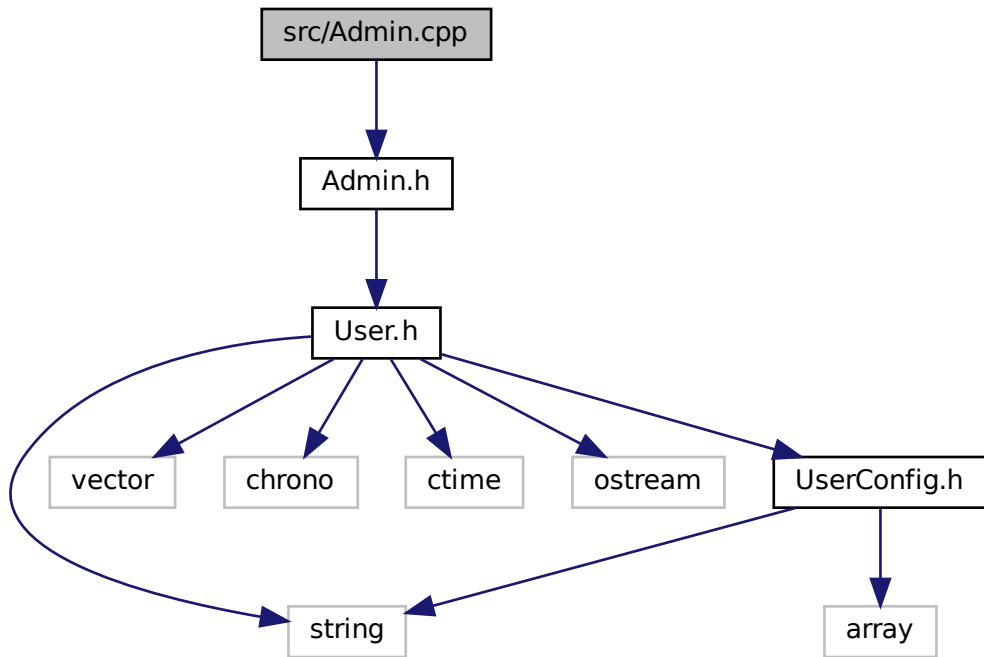 src/Admin.cpp
Admin.h
User.h
vector
chrono
ctime
ostream
UserConfig.h
string
array